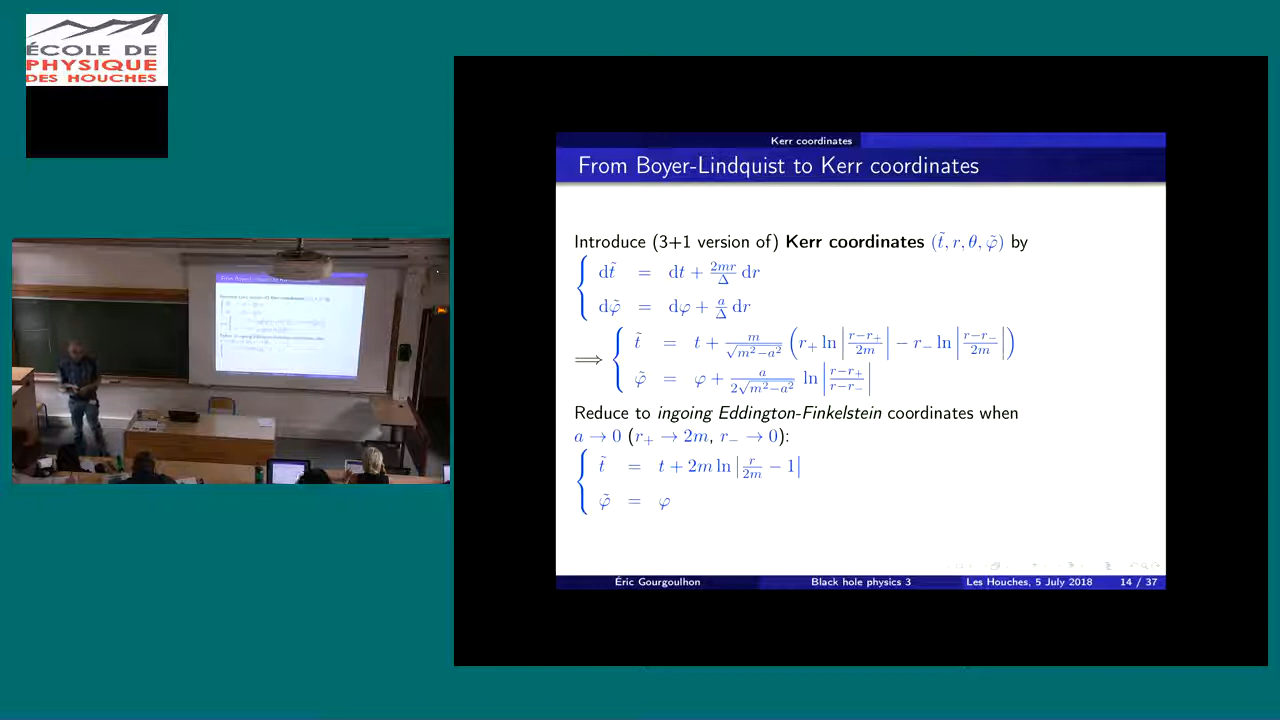 ÉCOLE DE
PHYSIQUE
DES HOUCHES
Kerr coordinates
From Boyer-Lindquist to Kerr coordinates
Introduce (3+1 version of) Kerr coordinates (t̃, r, θ, φ̃) by
{ dt̃ = dt + 2mr/Δ dr
dφ̃ = dφ + a/Δ dr
⟹ { t̃ = t + m/√(m²−a²) (r₊ ln |(r−r₊)/2m| − r₋ ln |(r−r₋)/2m|)
φ̃ = φ + a/(2√(m²−a²)) ln |(r−r₊)/(r−r₋)|
Reduce to ingoing Eddington-Finkelstein coordinates when
a → 0 (r₊ → 2m, r₋ → 0):
{ t̃ = t + 2m ln |r/2m − 1|
φ̃ = φ
Éric Gourgoulhon Black hole physics 3 Les Houches, 5 July 2018 14 / 37